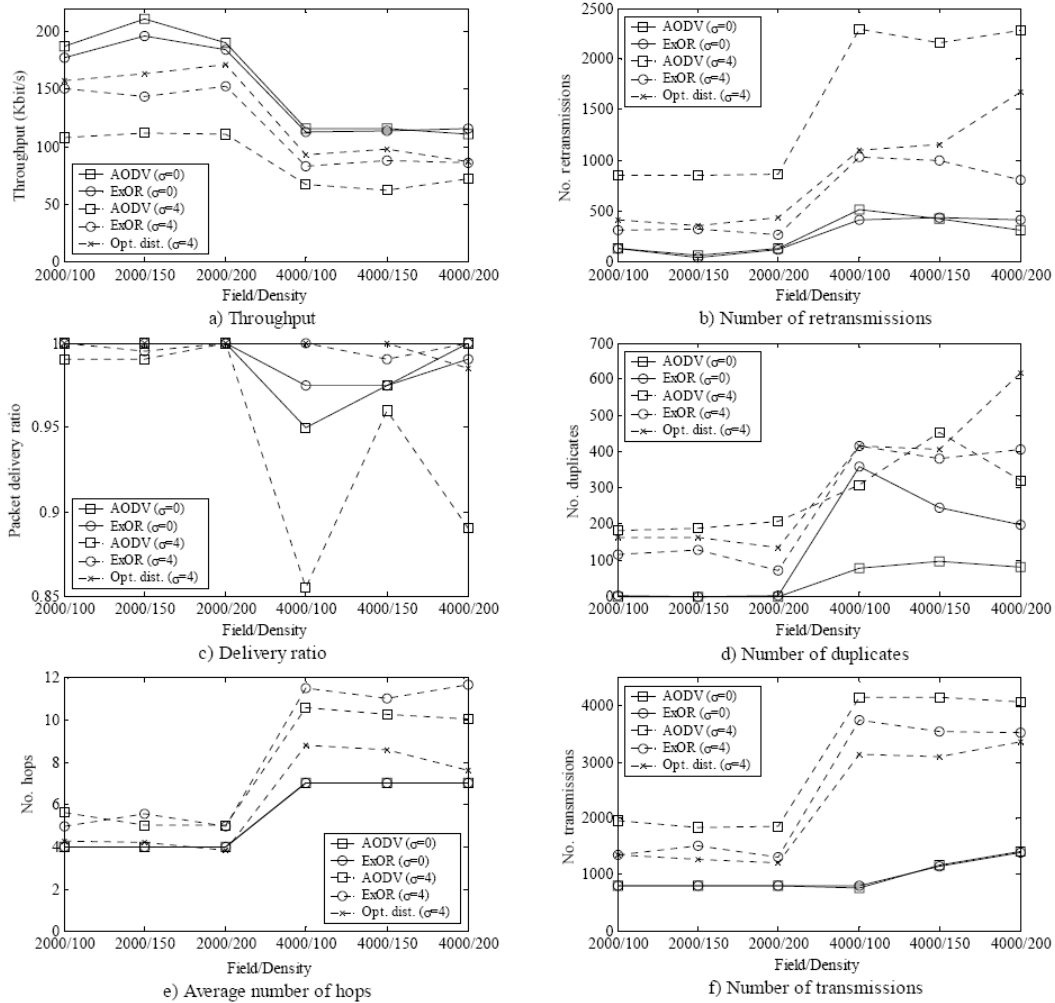 200
150
100
50
0
Throughput (Kbit/s)
AODV (σ=0)
ExOR (σ=0)
AODV (σ=4)
ExOR (σ=4)
Opt. dist. (σ=4)
2000/100
2000/150
2000/200
4000/100
4000/150
4000/200
Field/Density
a) Throughput
2500
2000
1500
1000
500
0
No. retransmissions
AODV (σ=0)
ExOR (σ=0)
AODV (σ=4)
ExOR (σ=4)
Opt. dist. (σ=4)
2000/100
2000/150
2000/200
4000/100
4000/150
4000/200
Field/Density
b) Number of retransmissions
1
0.95
0.9
0.85
Packet delivery ratio
AODV (σ=0)
ExOR (σ=0)
AODV (σ=4)
ExOR (σ=4)
Opt. dist. (σ=4)
2000/100
2000/150
2000/200
4000/100
4000/150
4000/200
Field/Density
c) Delivery ratio
700
600
500
400
300
200
100
0
No. duplicates
AODV (σ=0)
ExOR (σ=0)
AODV (σ=4)
ExOR (σ=4)
Opt. dist. (σ=4)
2000/100
2000/150
2000/200
4000/100
4000/150
4000/200
Field/Density
d) Number of duplicates
12
10
8
6
4
2
0
No. hops
AODV (σ=0)
ExOR (σ=0)
AODV (σ=4)
ExOR (σ=4)
Opt. dist. (σ=4)
2000/100
2000/150
2000/200
4000/100
4000/150
4000/200
Field/Density
e) Average number of hops
4000
3000
2000
1000
0
No. transmissions
AODV (σ=0)
ExOR (σ=0)
AODV (σ=4)
ExOR (σ=4)
Opt. dist. (σ=4)
2000/100
2000/150
2000/200
4000/100
4000/150
4000/200
Field/Density
f) Number of transmissions